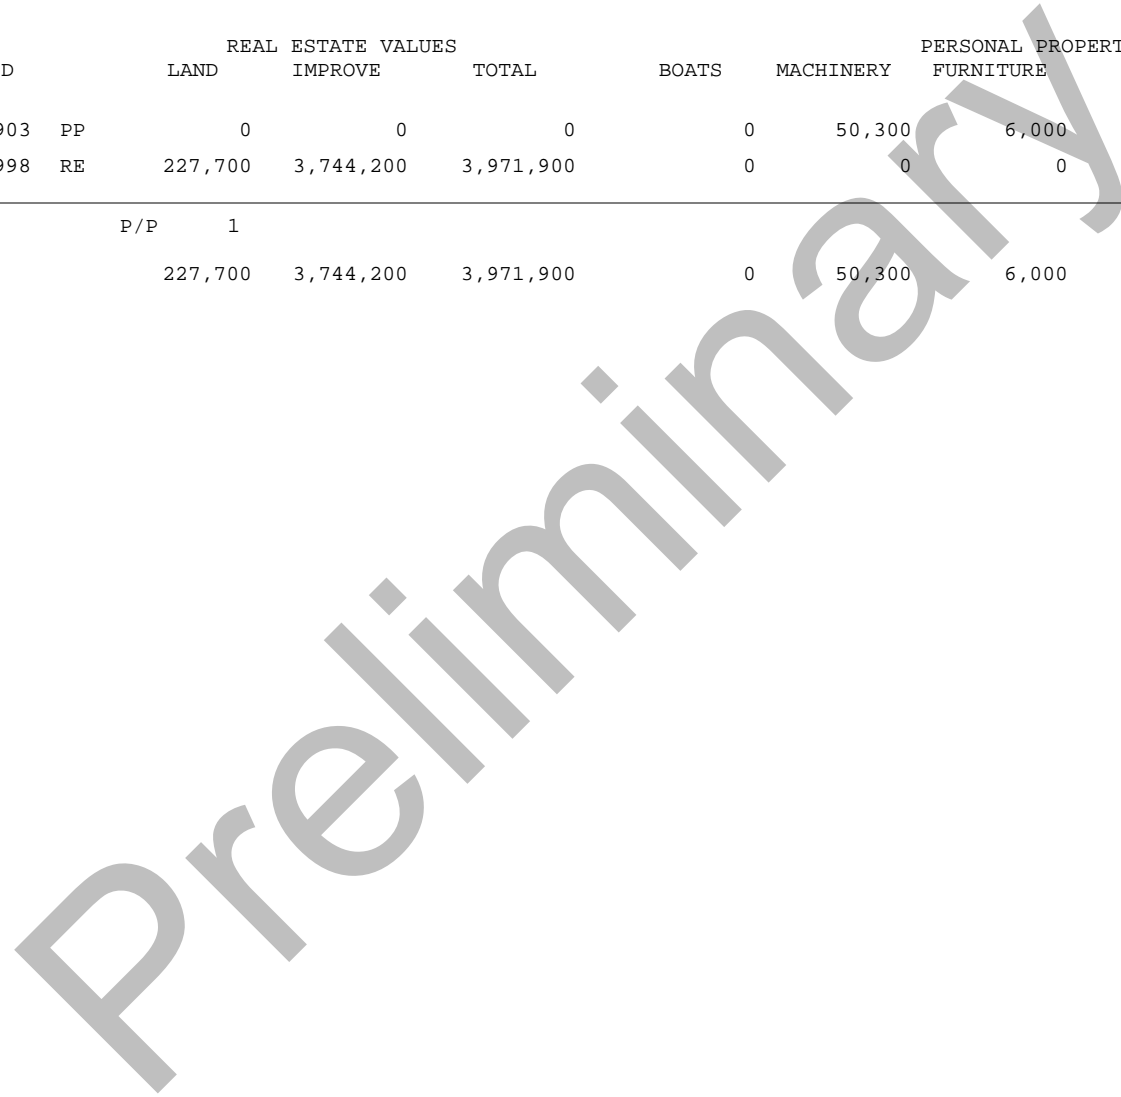 REAL ESTATE VALUES PERSONAL PROPERT
D LAND IMPROVE TOTAL BOATS MACHINERY FURNITURE
903 PP 0 0 0 0 50,300 6,000
998 RE 227,700 3,744,200 3,971,900 0 0 0
P/P 1
227,700 3,744,200 3,971,900 0 50,300 6,000
Preliminary